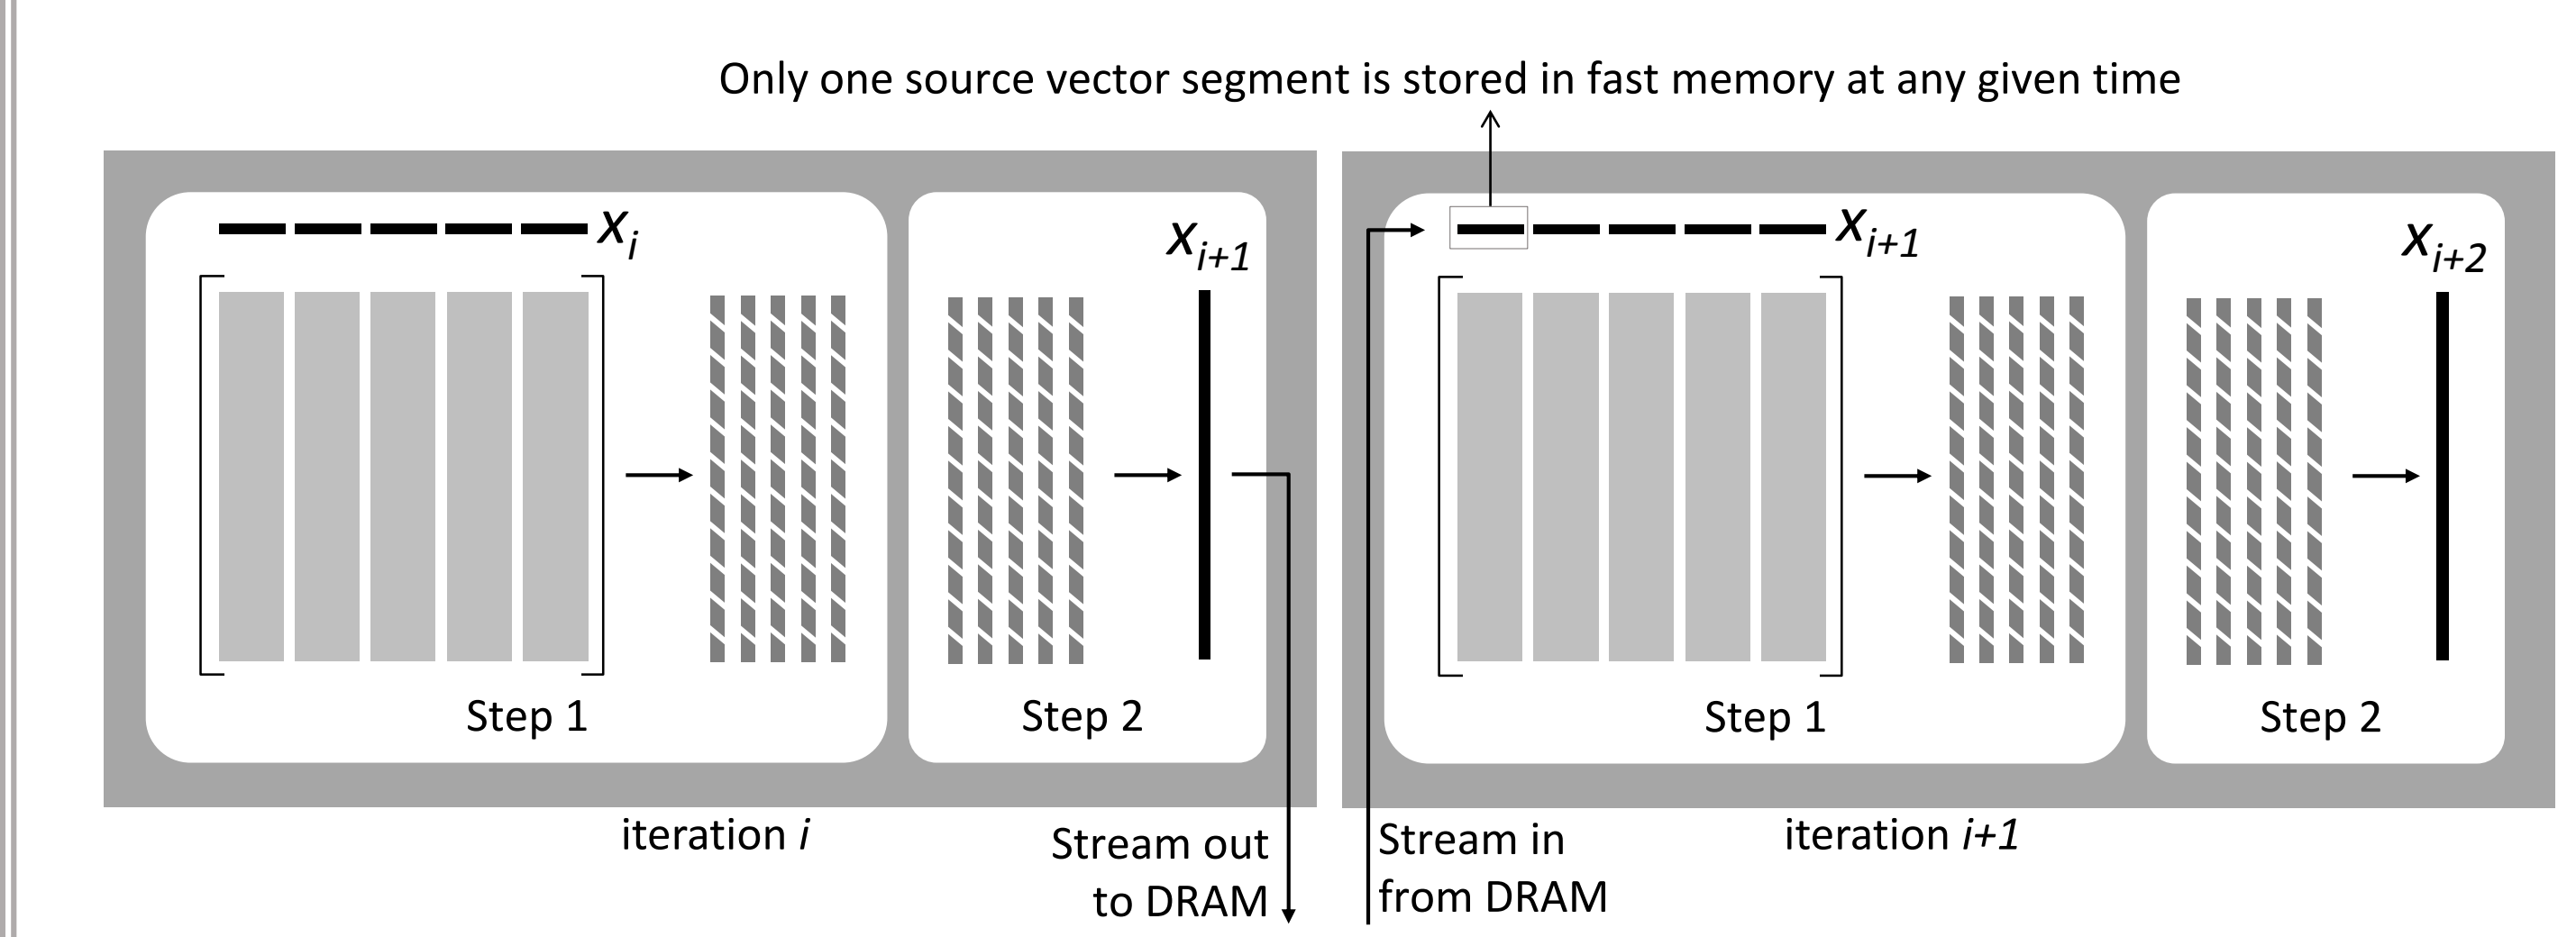 Only one source vector segment is stored in fast memory at any given time
x_i
x_{i+1}
x_{i+1}
x_{i+2}
Step 1
Step 2
Step 1
Step 2
iteration i
Stream out
to DRAM
Stream in
from DRAM
iteration i+1